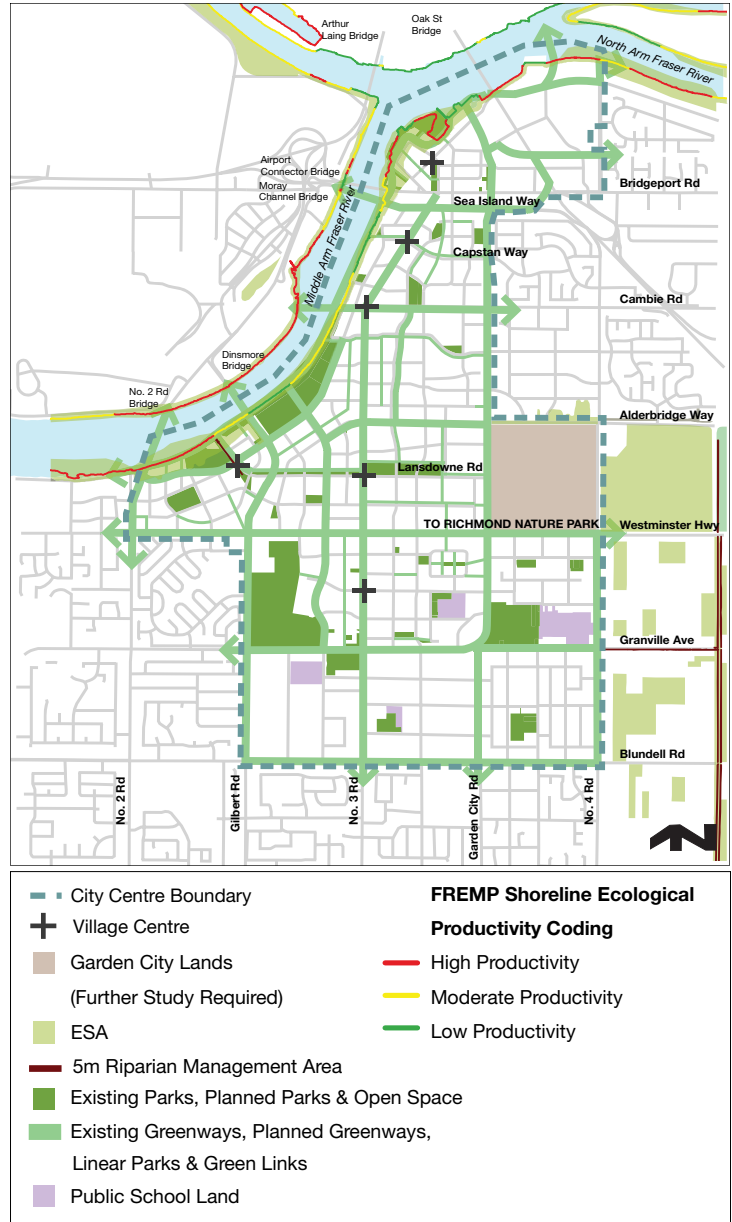 Arthur
Laing Bridge
Oak St
Bridge
North Arm Fraser River
Airport
Connector Bridge
Moray
Channel Bridge
Bridgeport Rd
Sea Island Way
Middle Arm Fraser River
Capstan Way
Cambie Rd
Dinsmore
Bridge
No. 2 Rd
Bridge
Alderbridge Way
Lansdowne Rd
TO RICHMOND NATURE PARK
Westminster Hwy
Granville Ave
Blundell Rd
No. 2 Rd
Gilbert Rd
No. 3 Rd
Garden City Rd
No. 4 Rd
N
City Centre Boundary
Village Centre
Garden City Lands
(Further Study Required)
ESA
5m Riparian Management Area
Existing Parks, Planned Parks & Open Space
Existing Greenways, Planned Greenways,
Linear Parks & Green Links
Public School Land
FREMP Shoreline Ecological
Productivity Coding
High Productivity
Moderate Productivity
Low Productivity